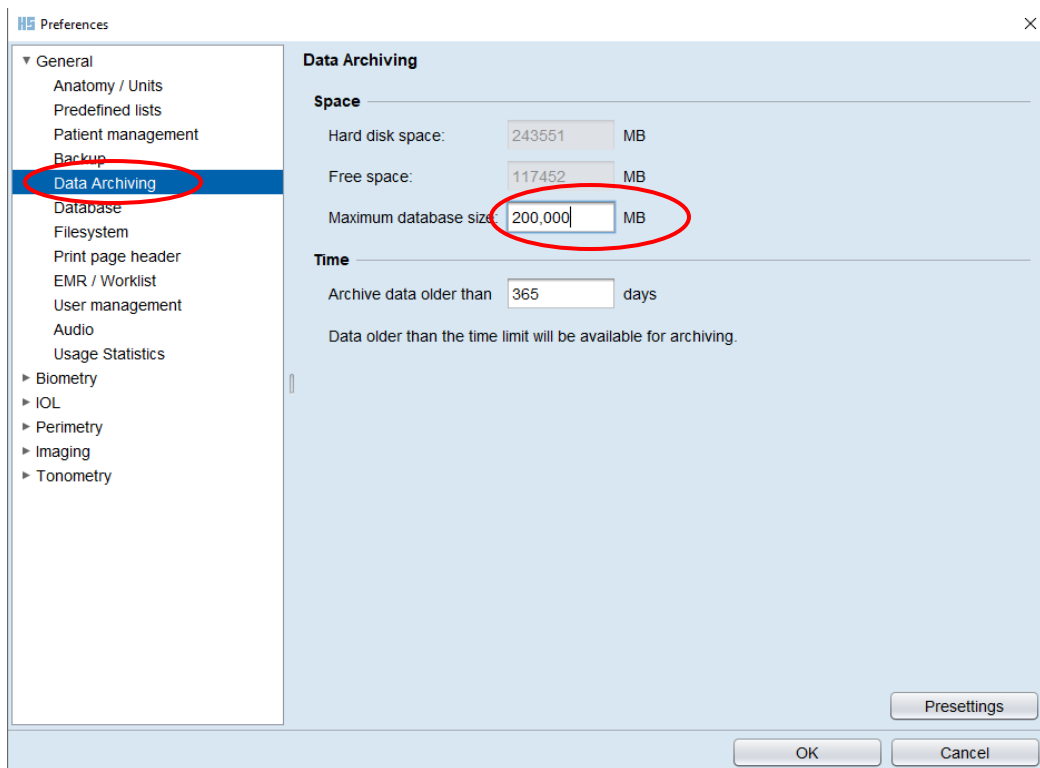 HS Preferences
General
Anatomy / Units
Predefined lists
Patient management
Backup
Data Archiving
Database
Filesystem
Print page header
EMR / Worklist
User management
Audio
Usage Statistics
Biometry
IOL
Perimetry
Imaging
Tonometry
Data Archiving
Space
Hard disk space: 243551 MB
Free space: 117452 MB
Maximum database size: 200,000 MB
Time
Archive data older than 365 days
Data older than the time limit will be available for archiving.
Presettings
OK Cancel